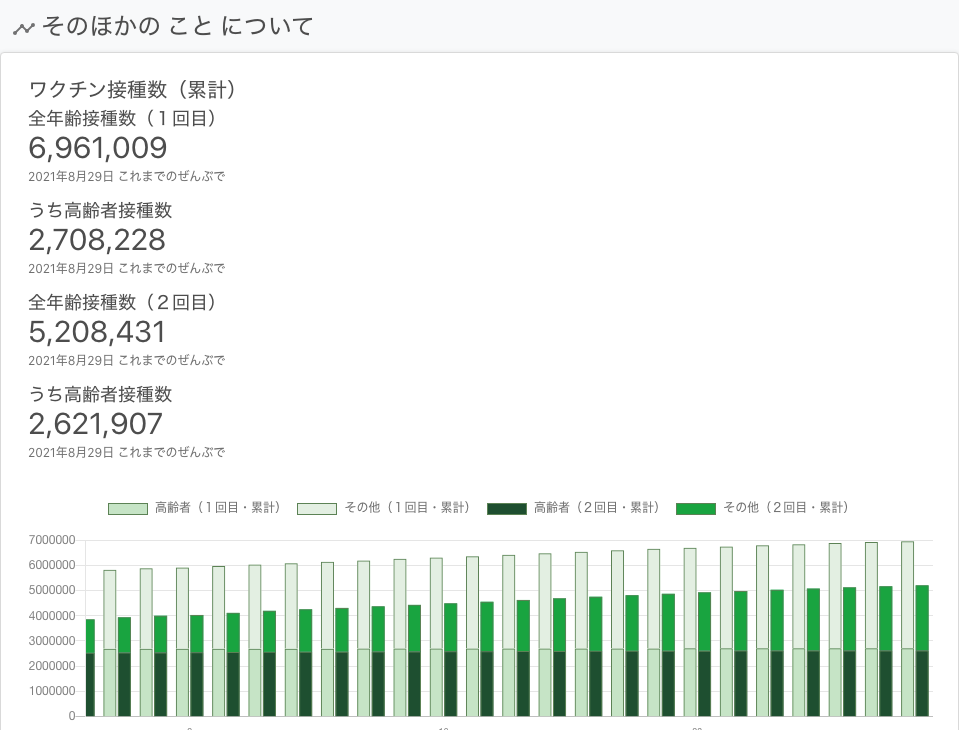 そのほかの こと について
ワクチン接種数（累計）
全年齢接種数（１回目）
6,961,009
2021年8月29日 これまでのぜんぶで
うち高齢者接種数
2,708,228
2021年8月29日 これまでのぜんぶで
全年齢接種数（２回目）
5,208,431
2021年8月29日 これまでのぜんぶで
うち高齢者接種数
2,621,907
2021年8月29日 これまでのぜんぶで
高齢者（１回目・累計） その他（１回目・累計） 高齢者（２回目・累計） その他（２回目・累計）
7000000
6000000
5000000
4000000
3000000
2000000
1000000
0